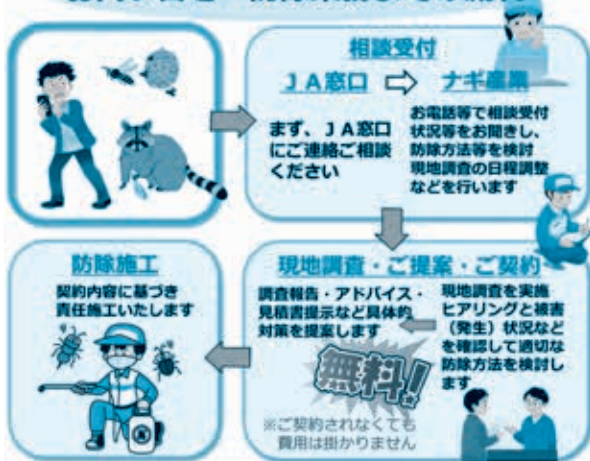 相談受付
ＪＡ窓口
ナギ産業
まず、ＪＡ窓口
にご連絡ご相談
ください
お電話等で相談受付
状況等をお聞きし、
防除方法等を検討
現地調査の日程調整
などを行います
現地調査・ご提案・ご契約
現地調査を実施
ヒアリングと被害
（発生）状況など
を確認して適切な
防除方法を検討し
ます
調査報告・アドバイス・
見積書提示など具体的
対策を提案します
無料！
※ご契約されなくても
費用は掛かりません
防除施工
契約内容に基づき
責任施工いたします